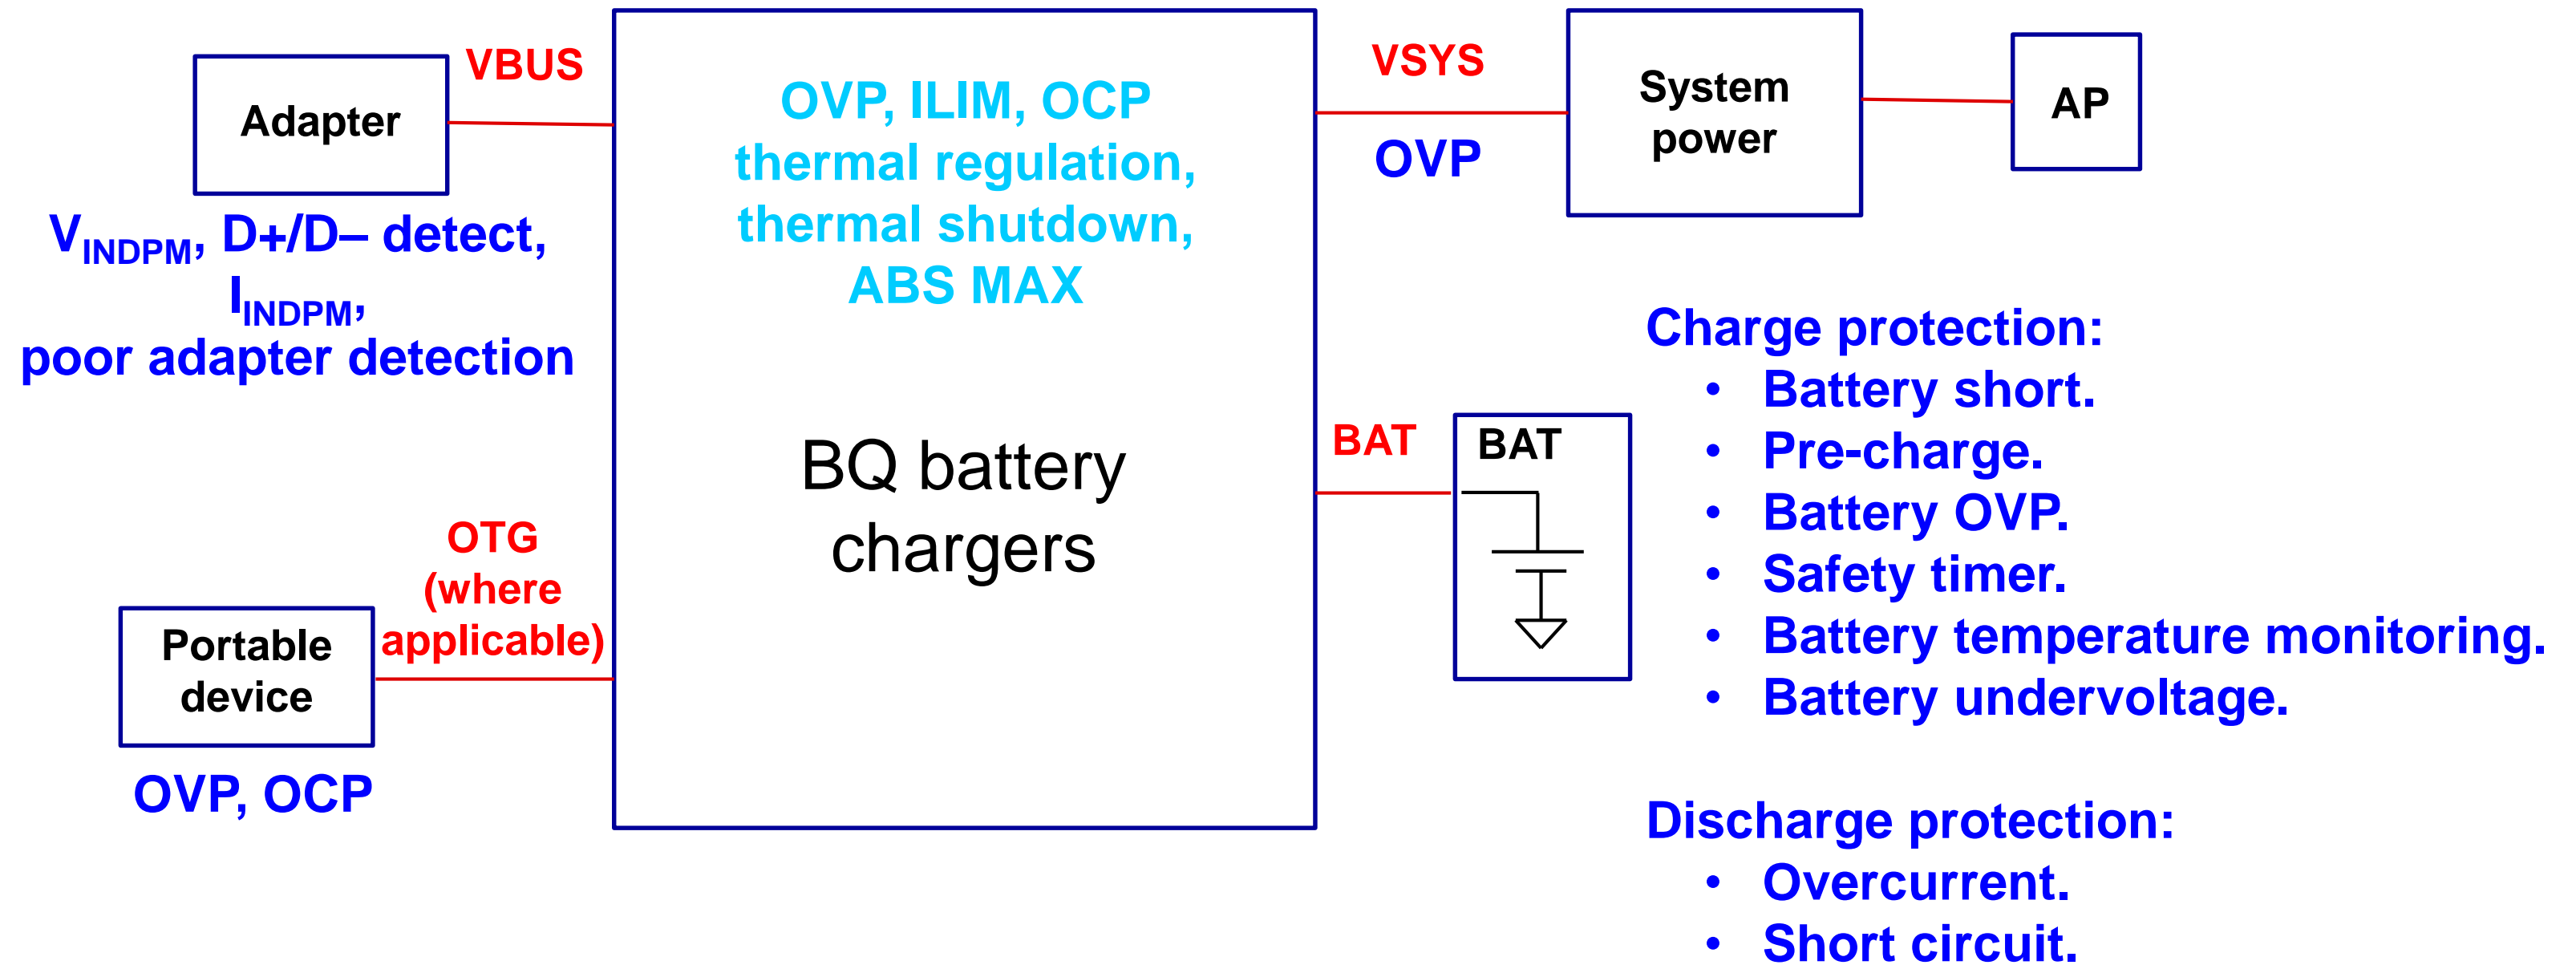 VBUS
Adapter
V_INDPM, D+/D– detect,
I_INDPM,
poor adapter detection
OTG
(where
applicable)
Portable
device
OVP, OCP
OVP, ILIM, OCP
thermal regulation,
thermal shutdown,
ABS MAX
BQ battery
chargers
VSYS
OVP
System
power
AP
BAT
BAT
Charge protection:
• Battery short.
• Pre-charge.
• Battery OVP.
• Safety timer.
• Battery temperature monitoring.
• Battery undervoltage.
Discharge protection:
• Overcurrent.
• Short circuit.